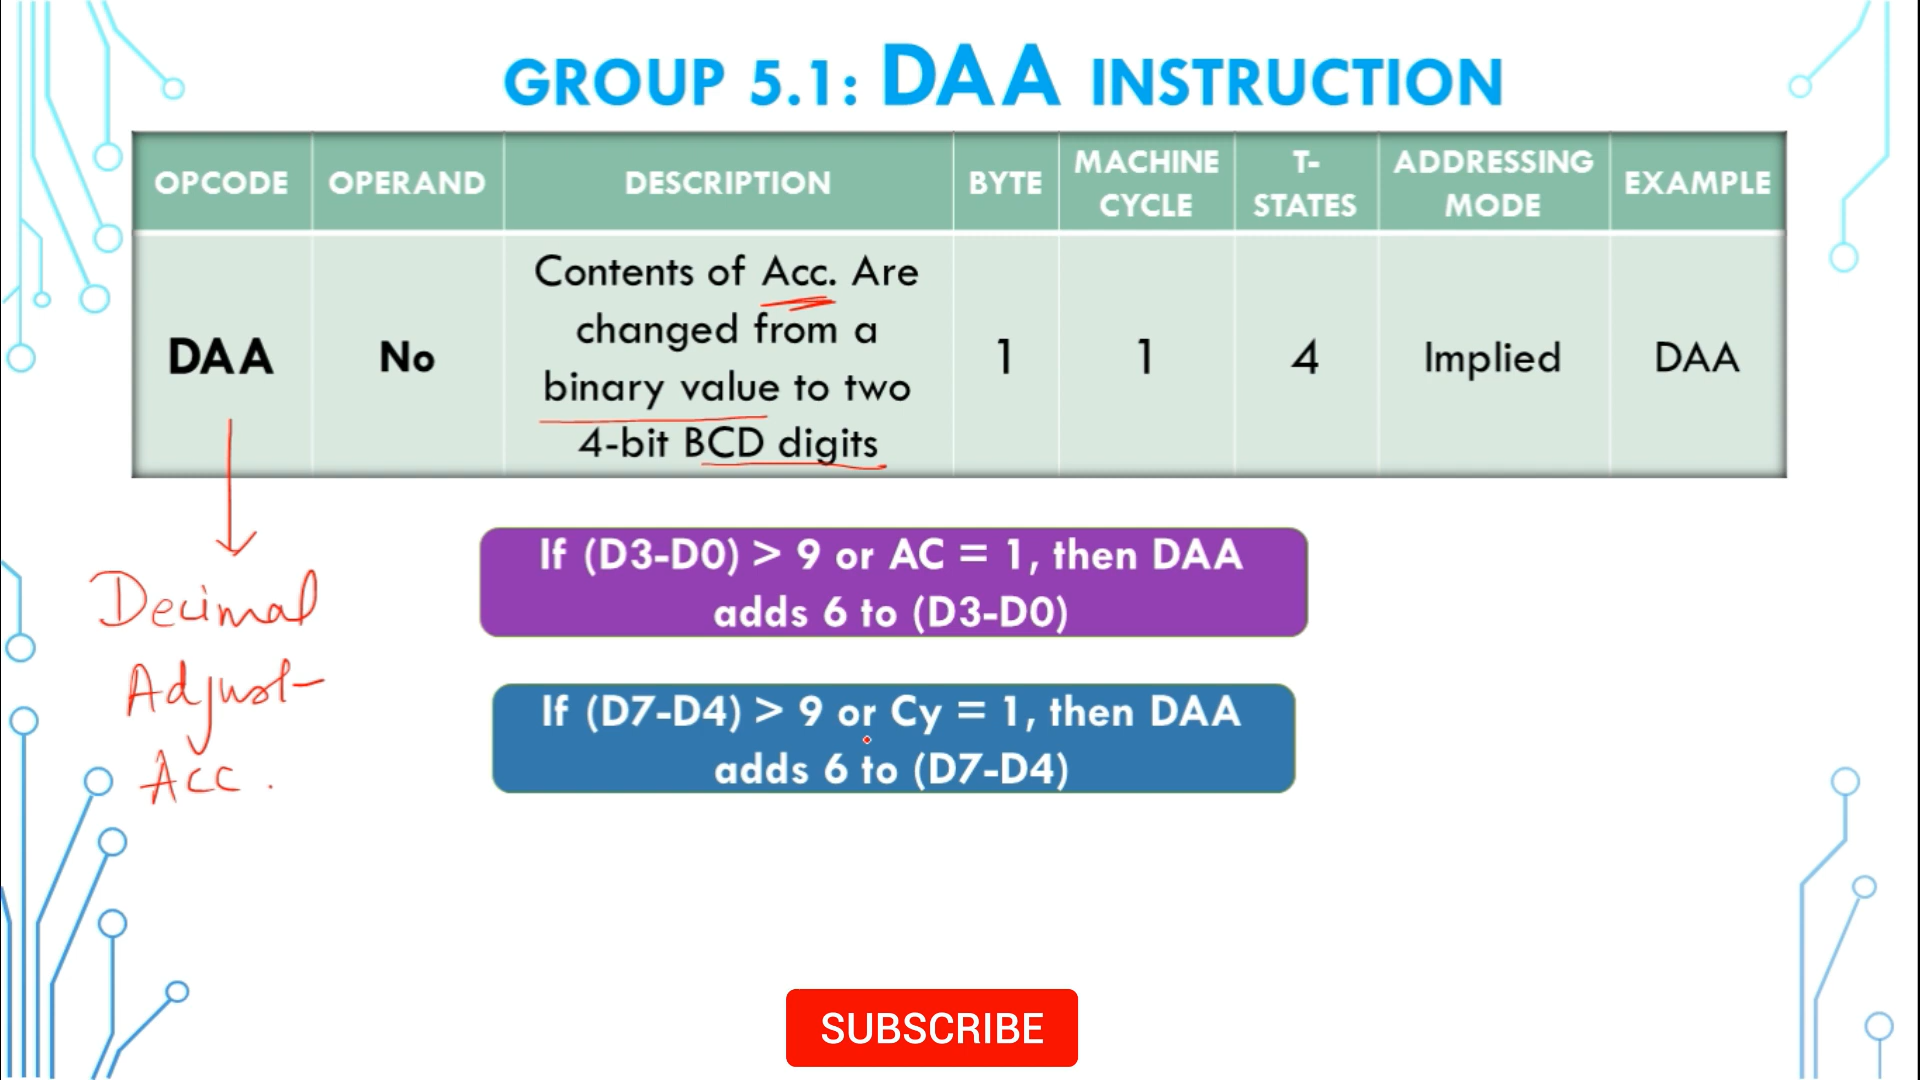 GROUP 5.1: DAA INSTRUCTION
OPCODE
OPERAND
DESCRIPTION
BYTE
MACHINE
CYCLE
T-
STATES
ADDRESSING
MODE
EXAMPLE
DAA
No
Contents of Acc. Are
changed from a
binary value to two
4-bit BCD digits
1
1
4
Implied
DAA
If (D3-D0) > 9 or AC = 1, then DAA
adds 6 to (D3-D0)
If (D7-D4) > 9 or Cy = 1, then DAA
adds 6 to (D7-D4)
Decimal
Adjust
Acc.
SUBSCRIBE